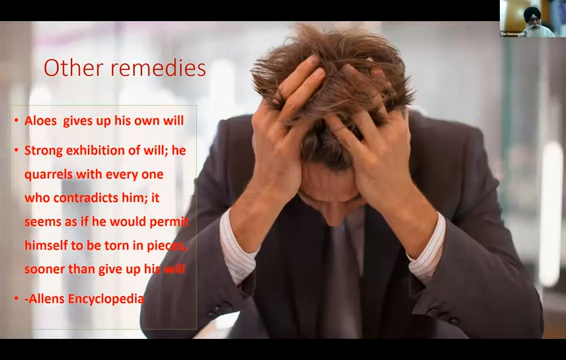 Other remedies
• Aloes gives up his own will
• Strong exhibition of will; he
quarrels with every one
who contradicts him; it
seems as if he would permit
himself to be torn in pieces,
sooner than give up his will
• -Allens Encyclopedia